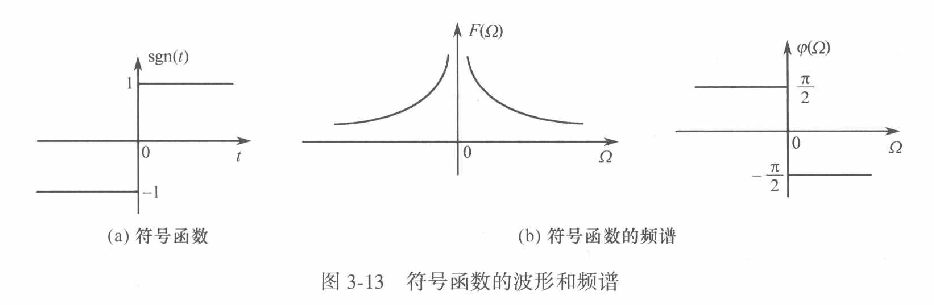 sgn(t)
1
0
t
-1
(a) 符号函数
F(Ω)
0
Ω
φ(Ω)
π/2
0
Ω
-π/2
(b) 符号函数的频谱
图 3-13 符号函数的波形和频谱